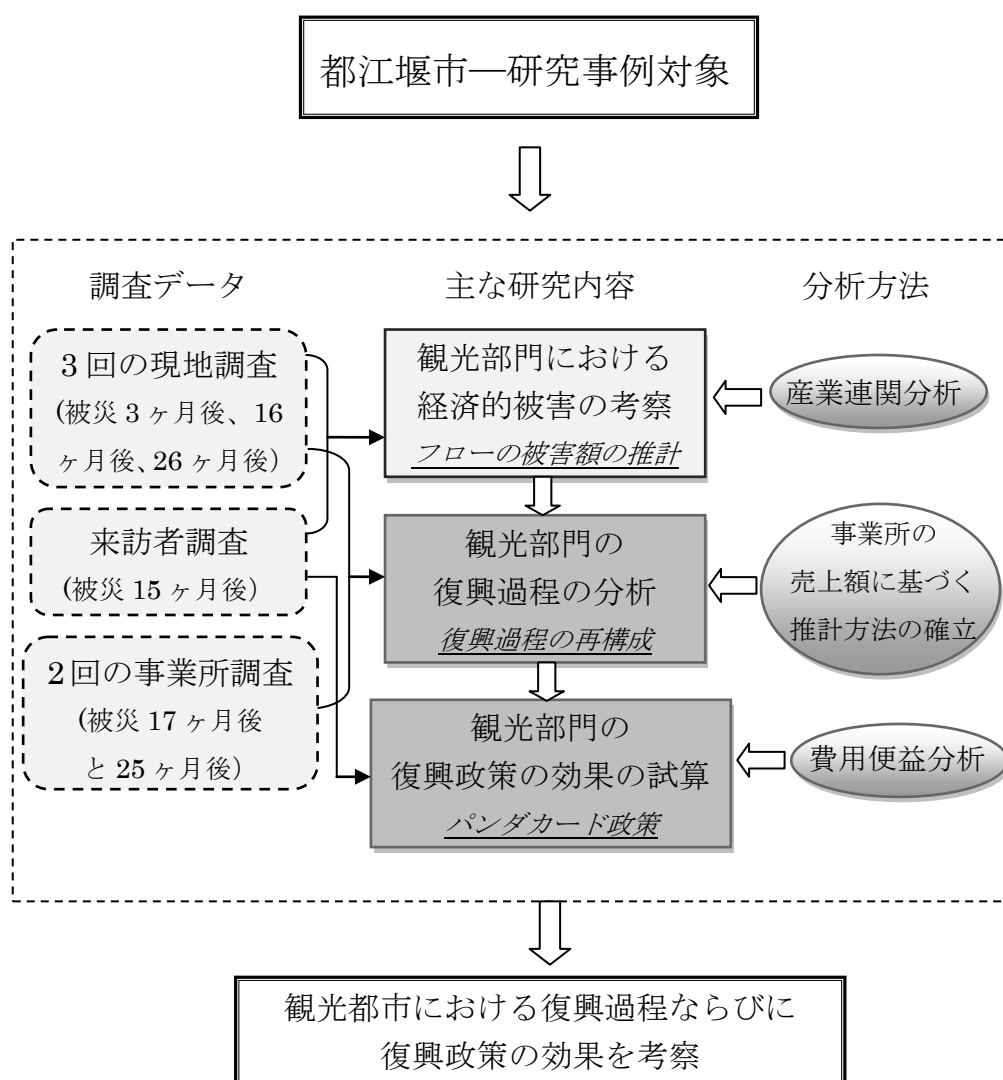 都江堰市―研究事例対象
調査データ
主な研究内容
分析方法
3 回の現地調査
(被災 3 ヶ月後、16
ヶ月後、26 ヶ月後)
来訪者調査
(被災 15 ヶ月後)
2 回の事業所調査
(被災 17 ヶ月後
と 25 ヶ月後)
観光部門における
経済的被害の考察
フローの被害額の推計
観光部門の
復興過程の分析
復興過程の再構成
観光部門の
復興政策の効果の試算
パンダカード政策
産業連関分析
事業所の
売上額に基づく
推計方法の確立
費用便益分析
観光都市における復興過程ならびに
復興政策の効果を考察